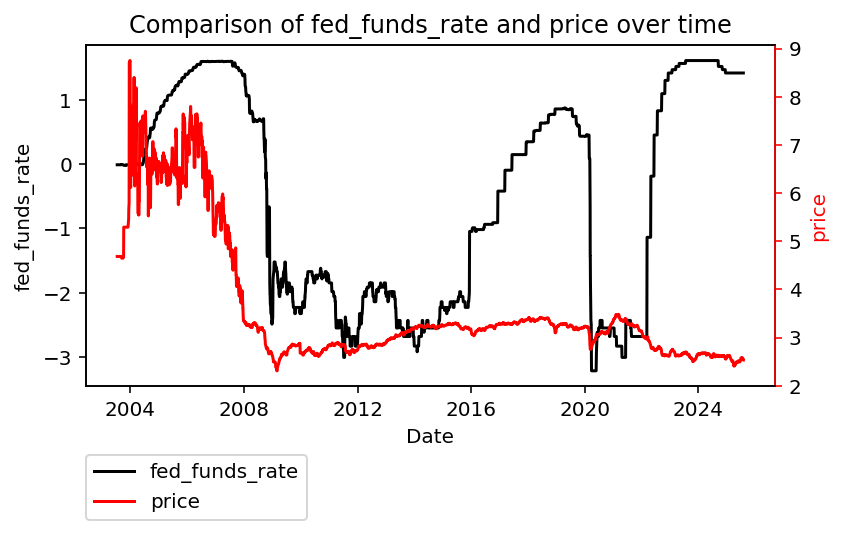 Comparison of fed_funds_rate and price over time
fed_funds_rate
1
0
−1
−2
−3
9
8
7
6
5
4
3
2
price
2004 2008 2012 2016 2020 2024
Date
fed_funds_rate
price